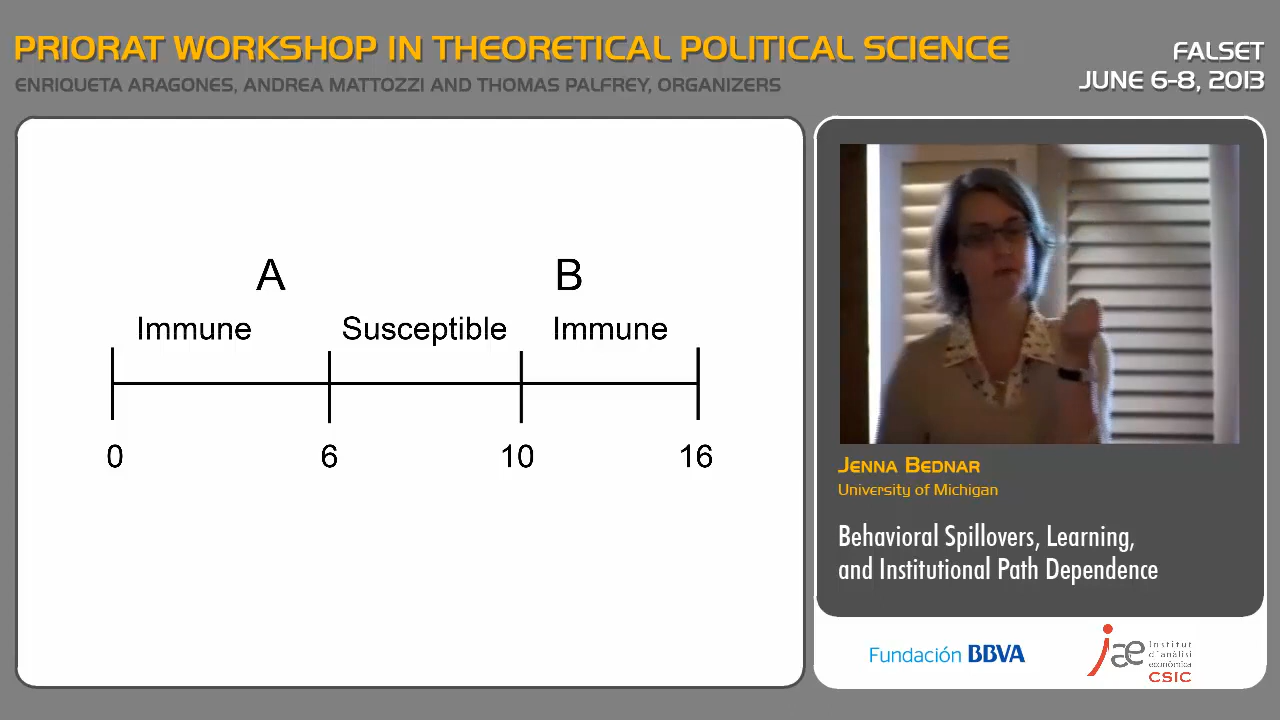 PRIORAT WORKSHOP IN THEORETICAL POLITICAL SCIENCE
ENRIQUETA ARAGONES, ANDREA MATTOZZI AND THOMAS PALFREY, ORGANIZERS
FALSET
JUNE 6-8, 2013
A B
Immune Susceptible Immune
0 6 10 16
JENNA BEDNAR
University of Michigan
Behavioral Spillovers, Learning,
and Institutional Path Dependence
Fundación BBVA
iae
Institut
d'anàlisi
econòmica
CSIC